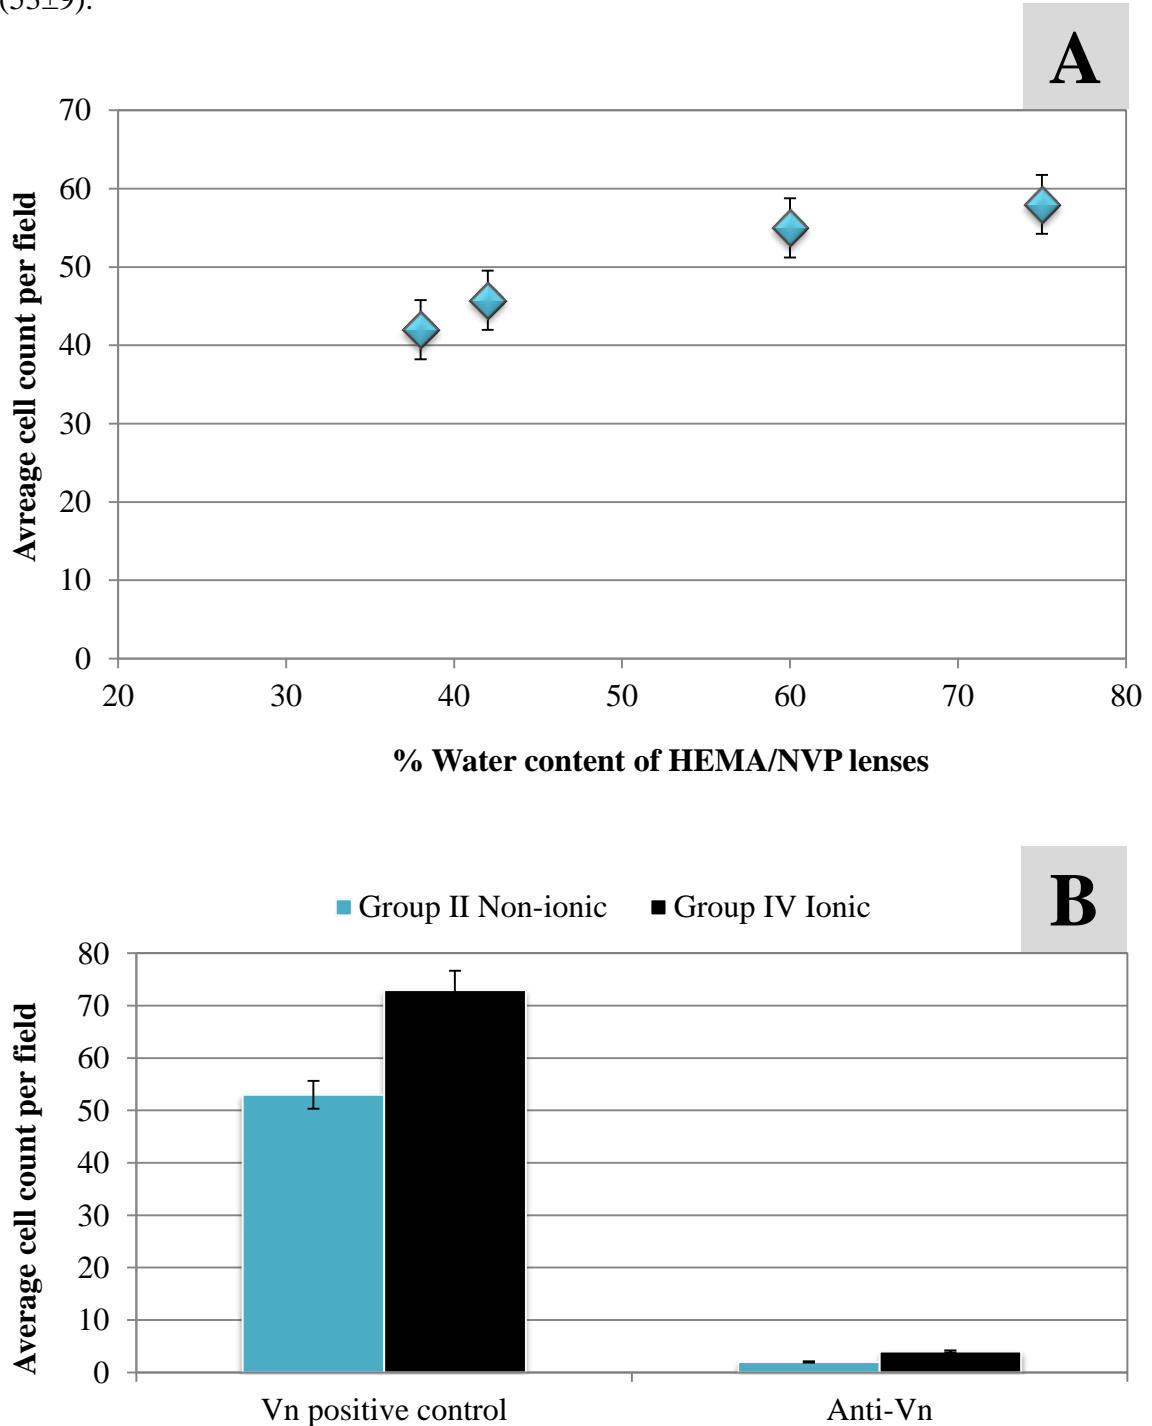 (53±9).
A
70
60
50
40
30
20
10
0
Avreage cell count per field
20 30 40 50 60 70 80
% Water content of HEMA/NVP lenses
B
Group II Non-ionic Group IV Ionic
80
70
60
50
40
30
20
10
0
Average cell count per field
Vn positive control Anti-Vn